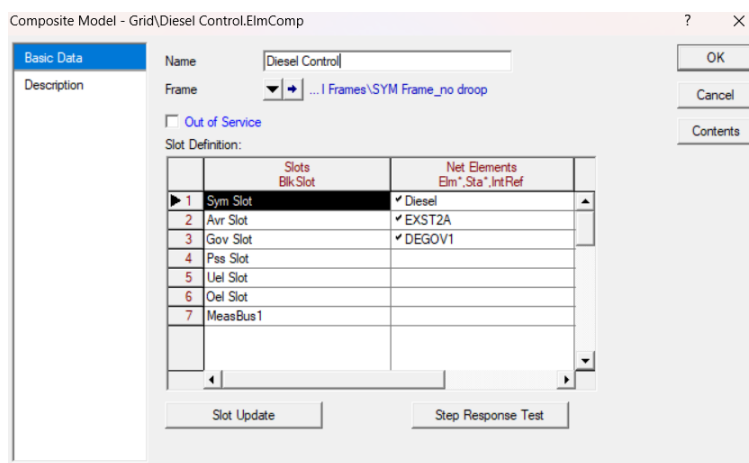 Composite Model - Grid\Diesel Control.ElmComp ? ×
Basic Data
Description
Name Diesel Control
Frame ... l Frames\SYM Frame_no droop
Out of Service
Slot Definition:
Slots Net Elements
BlkSlot Elm*,Sta*,IntRef
1 Sym Slot Diesel
2 Avr Slot EXST2A
3 Gov Slot DEGOV1
4 Pss Slot
5 Uel Slot
6 Oel Slot
7 MeasBus1
Slot Update Step Response Test
OK
Cancel
Contents